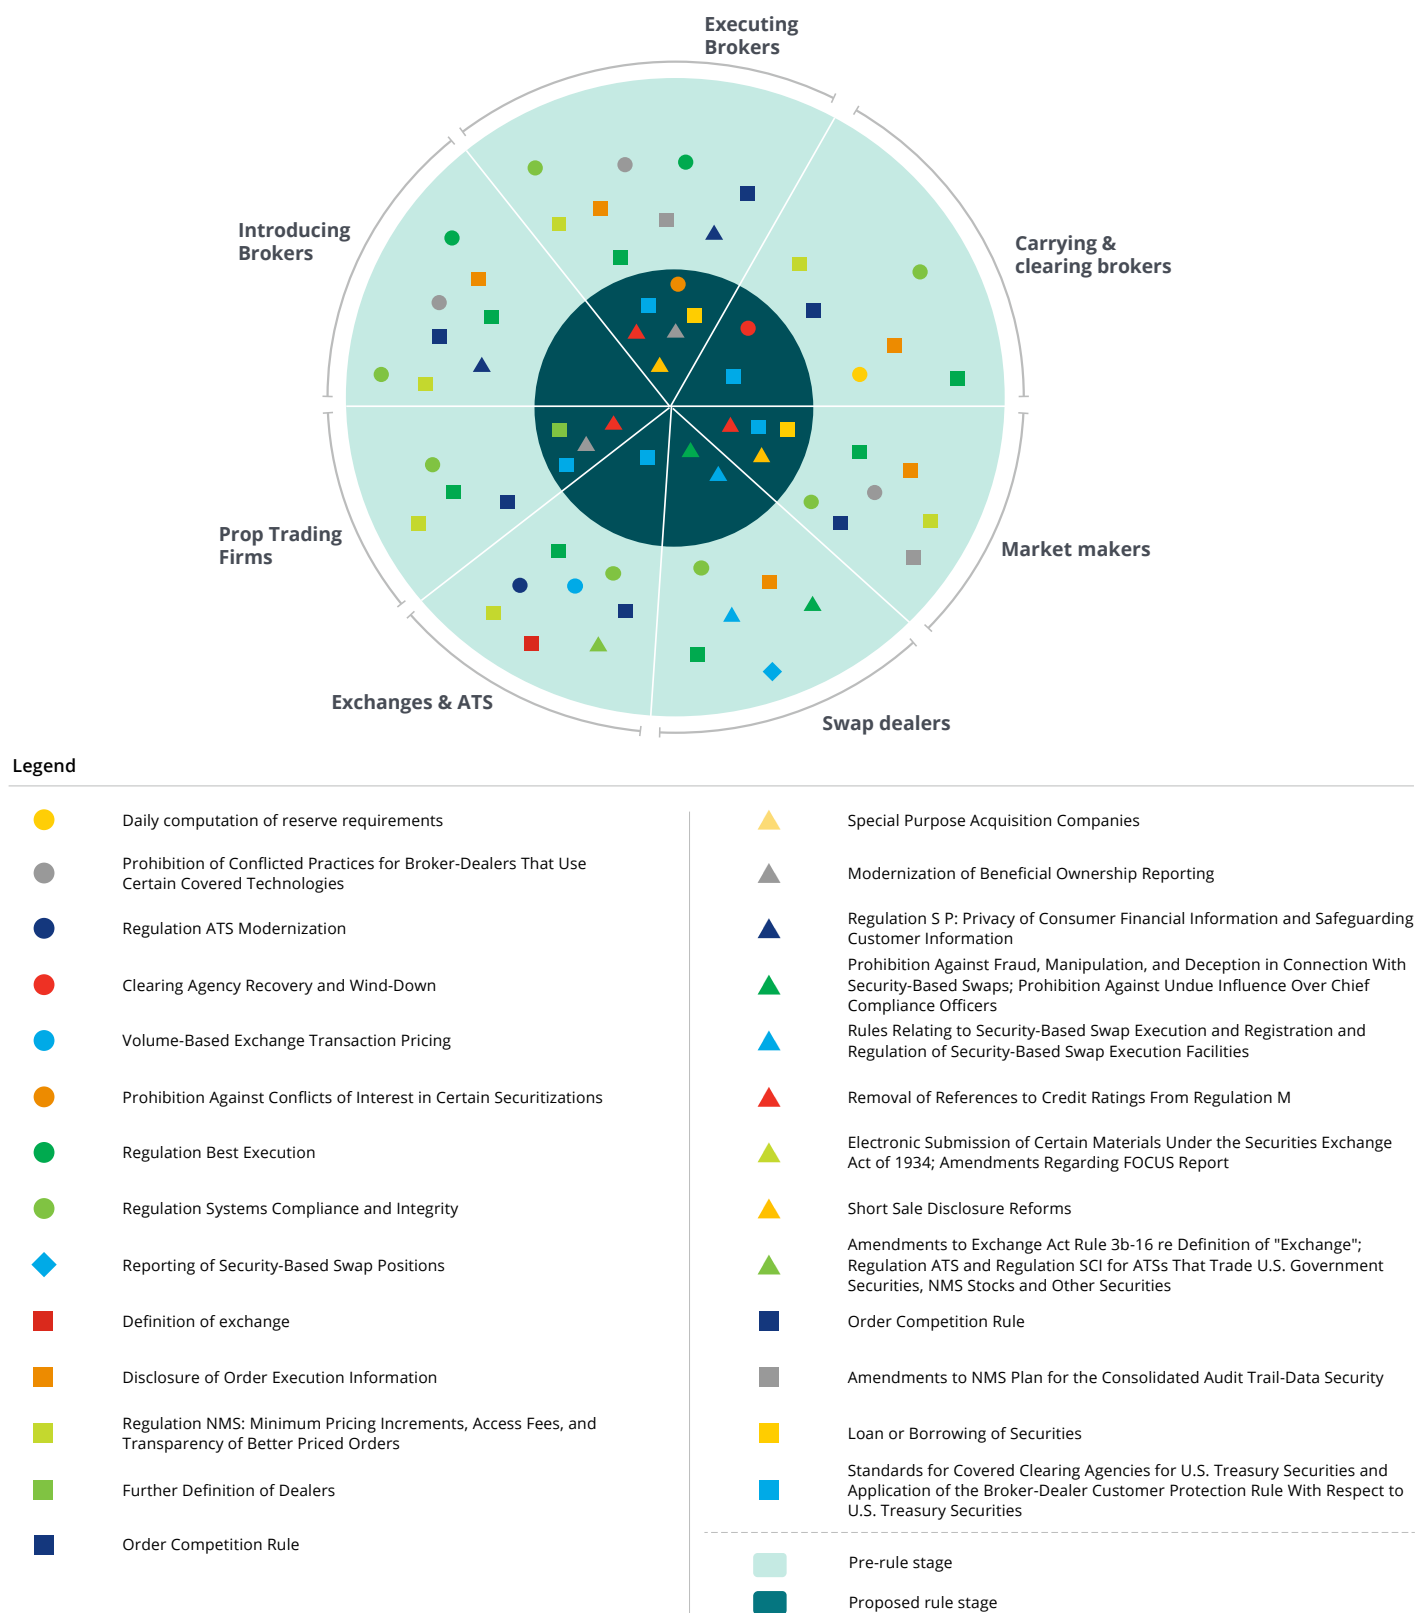 Executing
Brokers
Introducing
Brokers
Carrying &
clearing brokers
Prop Trading
Firms
Market makers
Exchanges & ATS
Swap dealers
Legend
Daily computation of reserve requirements
Prohibition of Conflicted Practices for Broker-Dealers That Use
Certain Covered Technologies
Regulation ATS Modernization
Clearing Agency Recovery and Wind-Down
Volume-Based Exchange Transaction Pricing
Prohibition Against Conflicts of Interest in Certain Securitizations
Regulation Best Execution
Regulation Systems Compliance and Integrity
Reporting of Security-Based Swap Positions
Definition of exchange
Disclosure of Order Execution Information
Regulation NMS: Minimum Pricing Increments, Access Fees, and
Transparency of Better Priced Orders
Further Definition of Dealers
Order Competition Rule
Special Purpose Acquisition Companies
Modernization of Beneficial Ownership Reporting
Regulation S P: Privacy of Consumer Financial Information and Safeguarding
Customer Information
Prohibition Against Fraud, Manipulation, and Deception in Connection With
Security-Based Swaps; Prohibition Against Undue Influence Over Chief
Compliance Officers
Rules Relating to Security-Based Swap Execution and Registration and
Regulation of Security-Based Swap Execution Facilities
Removal of References to Credit Ratings From Regulation M
Electronic Submission of Certain Materials Under the Securities Exchange
Act of 1934; Amendments Regarding FOCUS Report
Short Sale Disclosure Reforms
Amendments to Exchange Act Rule 3b-16 re Definition of "Exchange";
Regulation ATS and Regulation SCI for ATSs That Trade U.S. Government
Securities, NMS Stocks and Other Securities
Order Competition Rule
Amendments to NMS Plan for the Consolidated Audit Trail-Data Security
Loan or Borrowing of Securities
Standards for Covered Clearing Agencies for U.S. Treasury Securities and
Application of the Broker-Dealer Customer Protection Rule With Respect to
U.S. Treasury Securities
Pre-rule stage
Proposed rule stage